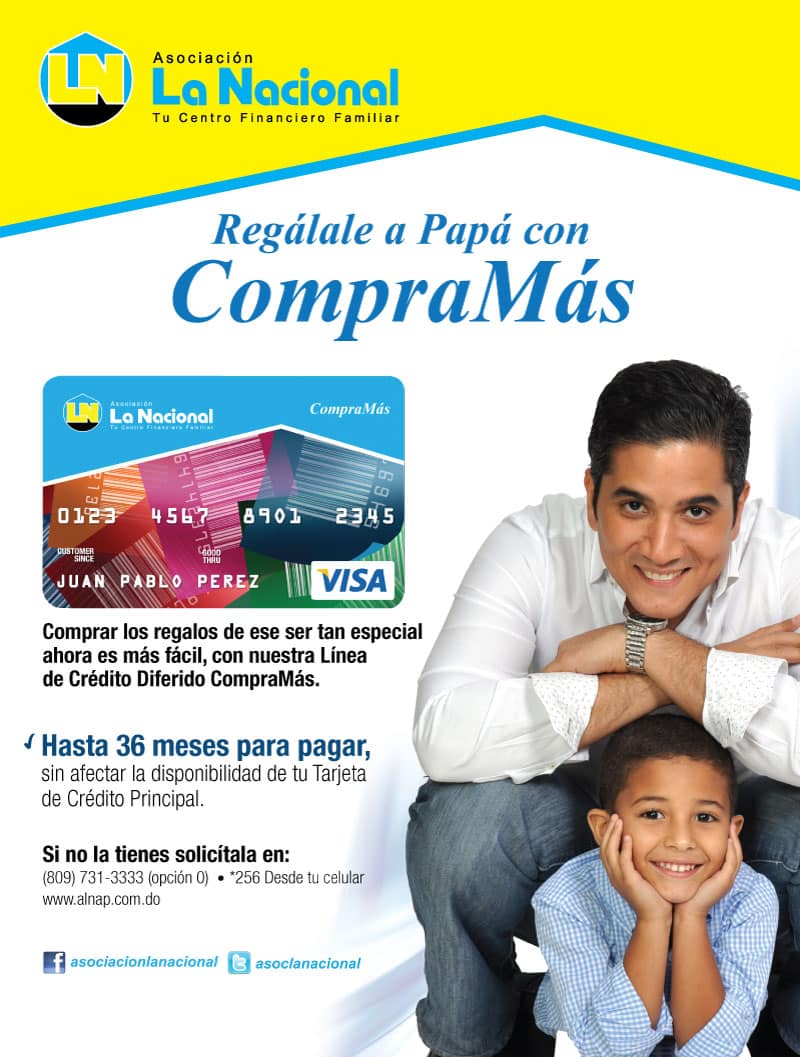 LN
Asociación
La Nacional
Tu Centro Financiero Familiar
Regálale a Papá con
CompraMás
LN
Asociación
La Nacional
Tu Centro Financiero Familiar
CompraMás
0123 4567 8901 2345
CUSTOMER
SINCE
GOOD
THRU
JUAN PABLO PEREZ
VISA
Comprar los regalos de ese ser tan especial
ahora es más fácil, con nuestra Línea
de Crédito Diferido CompraMás.
Hasta 36 meses para pagar,
sin afectar la disponibilidad de tu Tarjeta
de Crédito Principal.
Si no la tienes solicítala en:
(809) 731-3333 (opción 0) • *256 Desde tu celular
www.alnap.com.do
f asociacionlanacional t asoclanacional